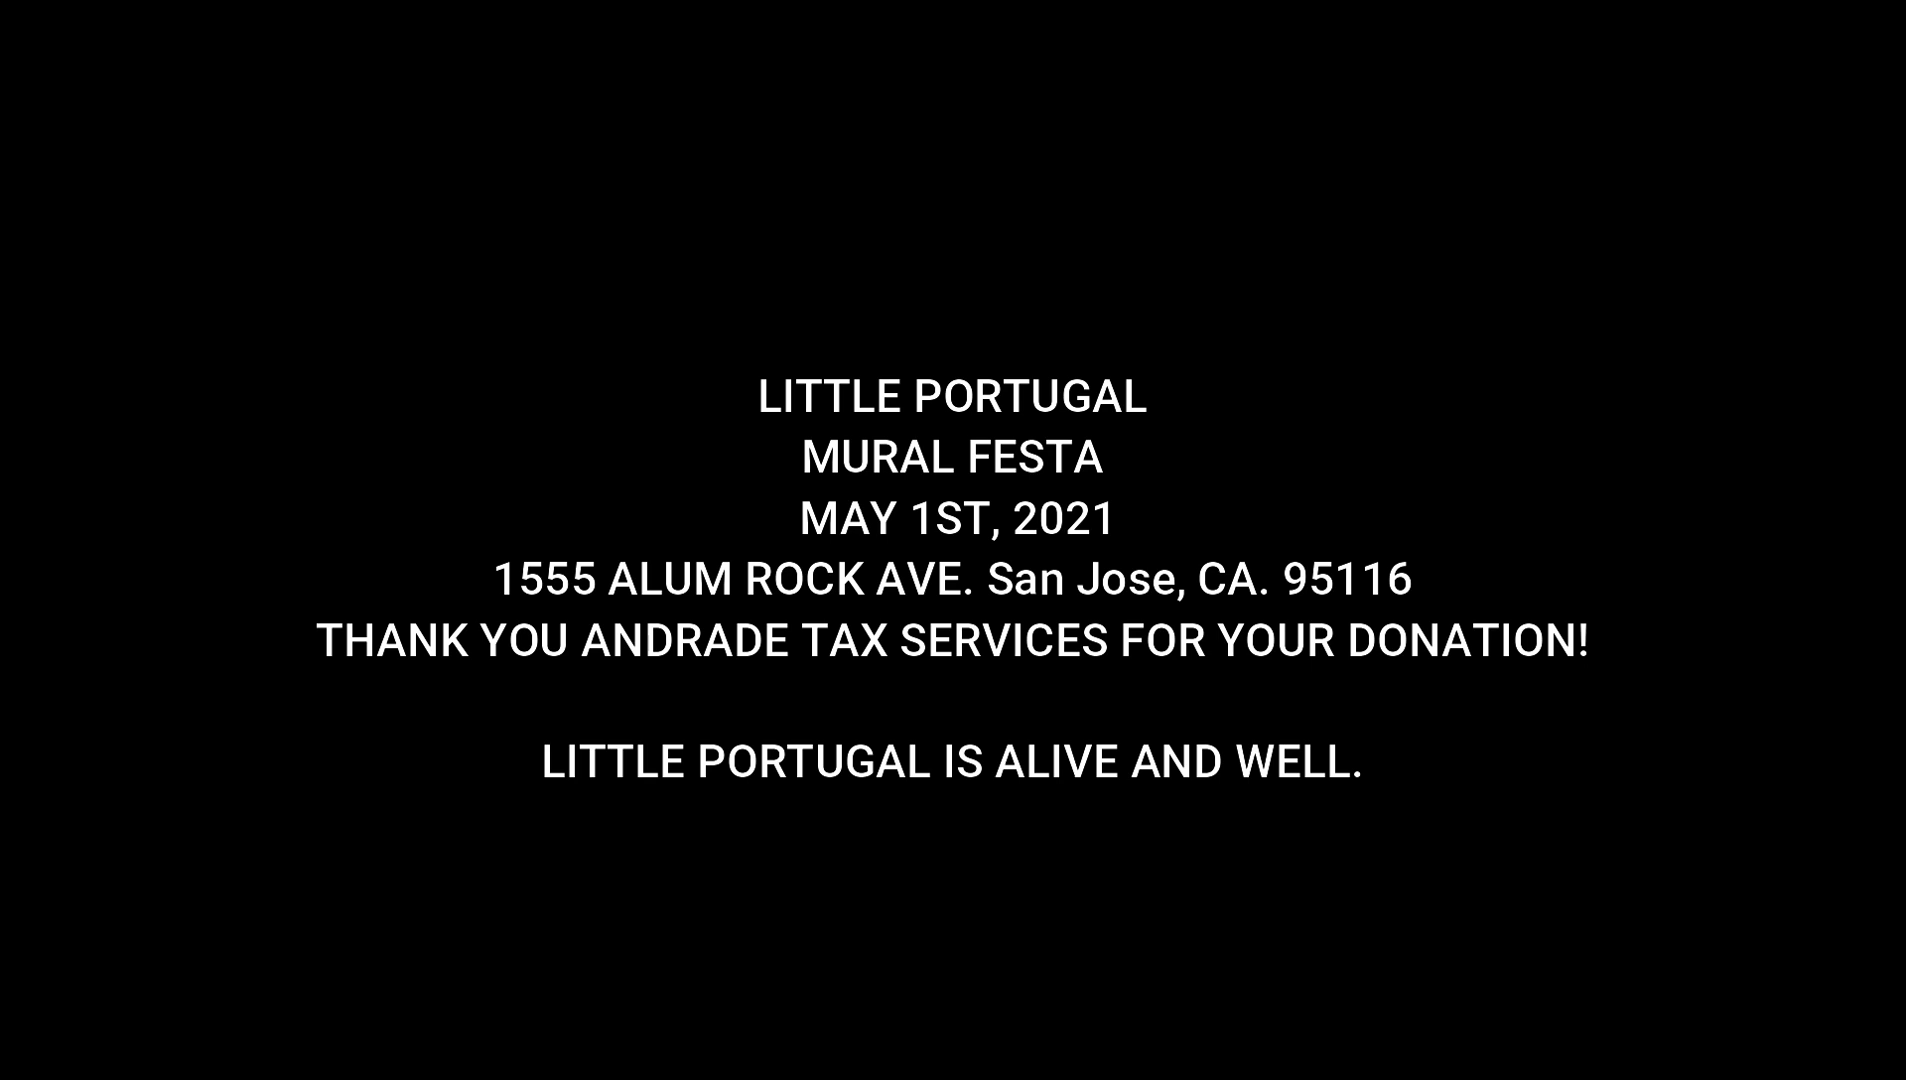 LITTLE PORTUGAL
MURAL FESTA
MAY 1ST, 2021
1555 ALUM ROCK AVE. San Jose, CA. 95116
THANK YOU ANDRADE TAX SERVICES FOR YOUR DONATION!
LITTLE PORTUGAL IS ALIVE AND WELL.